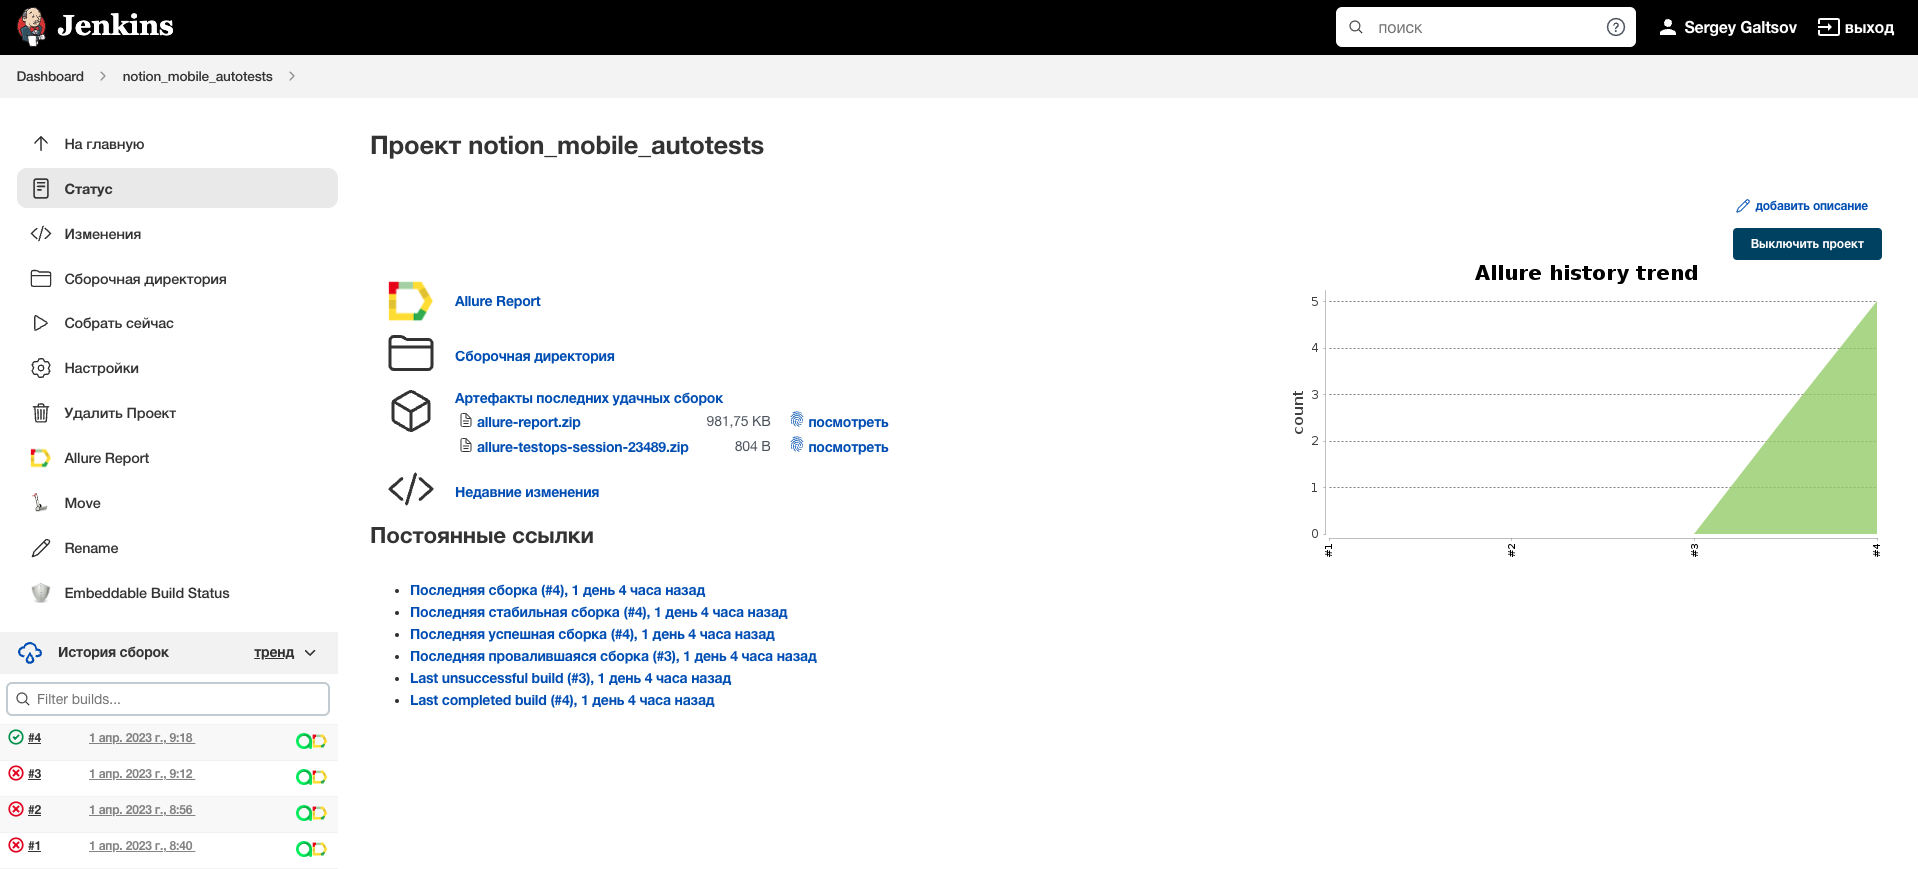 Jenkins
поиск
Sergey Galtsov
выход
Dashboard
notion_mobile_autotests
На главную
Статус
Изменения
Сборочная директория
Собрать сейчас
Настройки
Удалить Проект
Allure Report
Move
Rename
Embeddable Build Status
История сборок тренд
Filter builds...
#4 1 апр. 2023 г., 9:18
#3 1 апр. 2023 г., 9:12
#2 1 апр. 2023 г., 8:56
#1 1 апр. 2023 г., 8:40
Проект notion_mobile_autotests
добавить описание
Выключить проект
Allure Report
Сборочная директория
Артефакты последних удачных сборок
allure-report.zip 981,75 KB посмотреть
allure-testops-session-23489.zip 804 B посмотреть
Недавние изменения
Постоянные ссылки
Последняя сборка (#4), 1 день 4 часа назад
Последняя стабильная сборка (#4), 1 день 4 часа назад
Последняя успешная сборка (#4), 1 день 4 часа назад
Последняя провалившаяся сборка (#3), 1 день 4 часа назад
Last unsuccessful build (#3), 1 день 4 часа назад
Last completed build (#4), 1 день 4 часа назад
Allure history trend
count
5
4
3
2
1
0
#1 #2 #3 #4